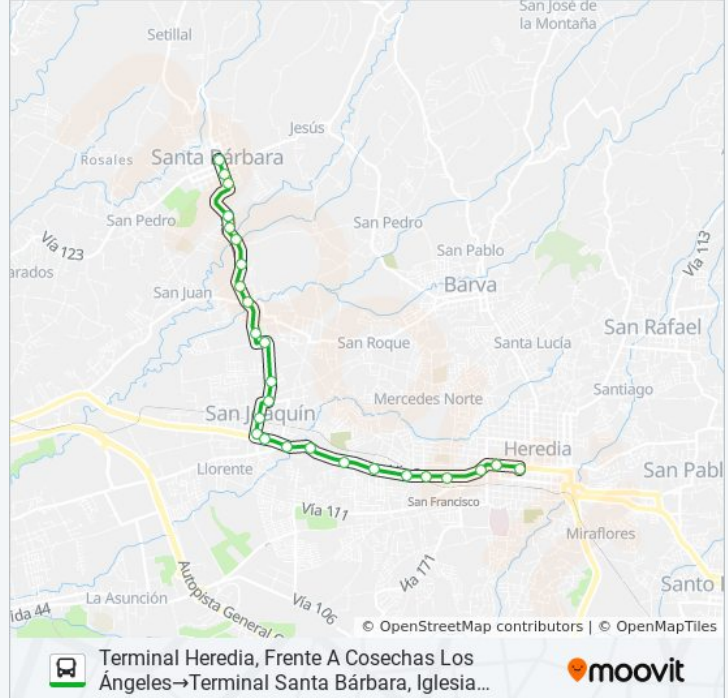 San José de
la Montaña
Setillal
Jesús
Rosales
Santa Bárbara
San Pedro
San Pedro
Vía 113
Vía 123
San Pablo
arados
Barva
San Juan
San Rafael
San Roque
Santa Lucía
Santiago
Mercedes Norte
San Joaquín
Heredia
Llorente
San Pabl
San Francisco
Vía 111
Miraflores
Vía 171
Autopista General C
Santo
La Asunción
Vía 106
ida 44
© OpenStreetMap contributors | © OpenMapTiles
Terminal Heredia, Frente A Cosechas Los
Ángeles→Terminal Santa Bárbara, Iglesia…
moovit